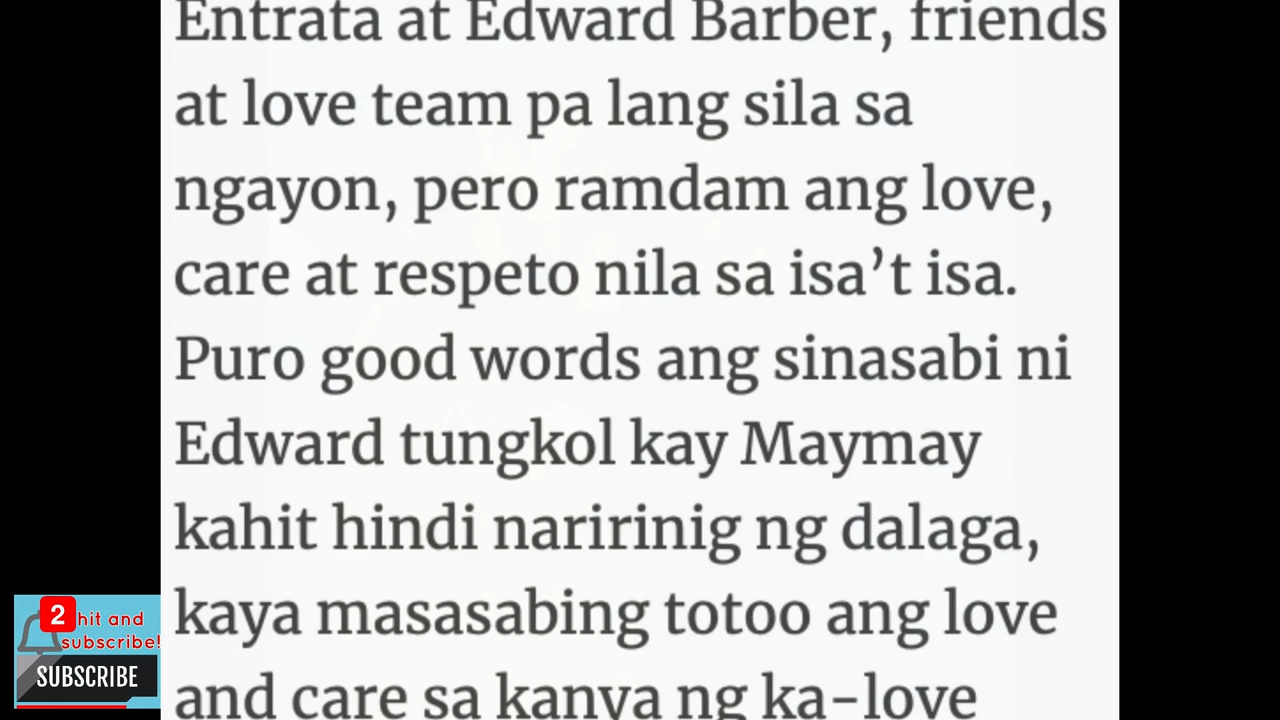 Entrata at Edward Barber, friends
at love team pa lang sila sa
ngayon, pero ramdam ang love,
care at respeto nila sa isa’t isa.
Puro good words ang sinasabi ni
Edward tungkol kay Maymay
kahit hindi naririnig ng dalaga,
kaya masasabing totoo ang love
and care sa kanya ng ka-love
2 hit and
subscribe!
SUBSCRIBE